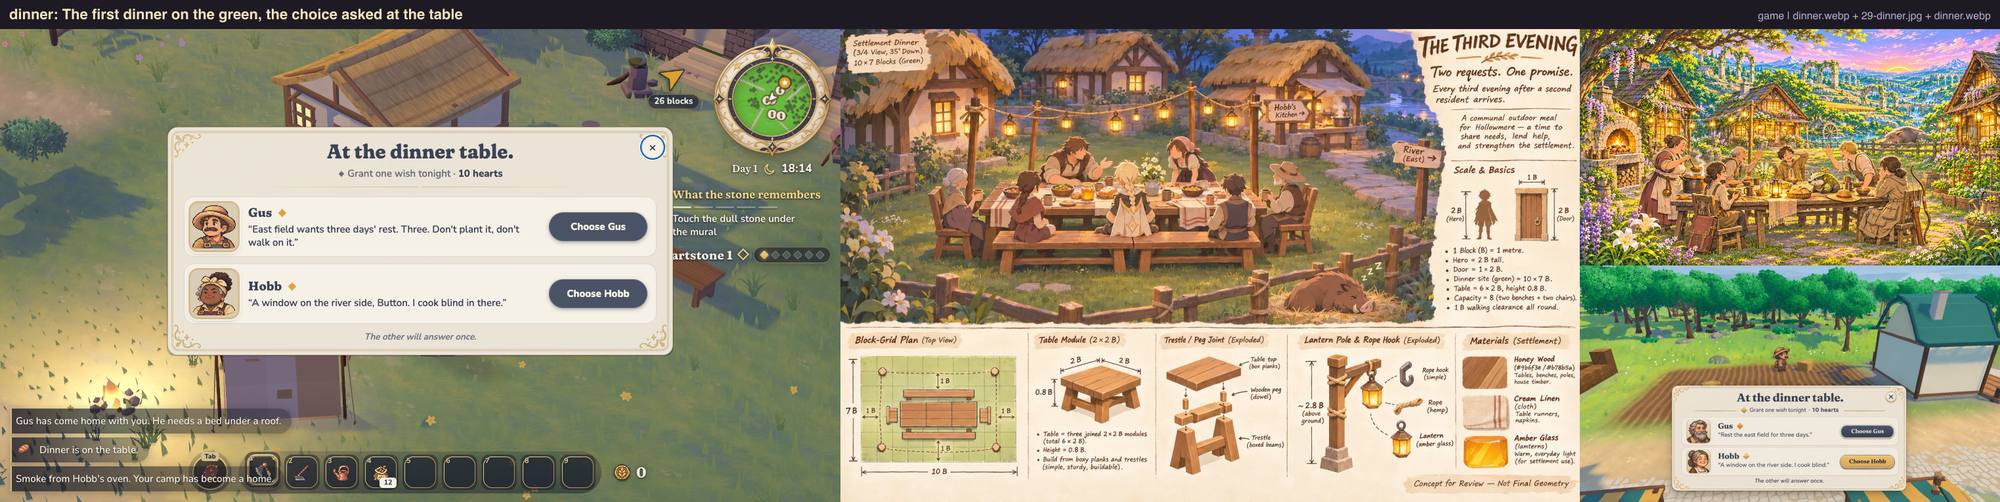 dinner: The first dinner on the green, the choice asked at the table
game | dinner.webp + 29-dinner.jpg + dinner.webp
26 blocks
Day 1 18:14
What the stone remembers
Touch the dull stone under
the mural
artstone 1
At the dinner table.
Grant one wish tonight · 10 hearts
Gus
“East field wants three days' rest. Three. Don't plant it, don't
walk on it.”
Choose Gus
Hobb
“A window on the river side, Button. I cook blind in there.”
Choose Hobb
The other will answer once.
Gus has come home with you. He needs a bed under a roof.
Dinner is on the table.
Smoke from Hobb's oven. Your camp has become a home.
Tab
2 3 4 5 6 7 8 9
12
0
Settlement Dinner
(3/4 View, 35° Down)
10 × 7 Blocks (Green)
Hobb's
Kitchen →
River
(East) →
z z z
THE THIRD EVENING
Two requests. One promise.
Every third evening after a second
resident arrives.
A communal outdoor meal
for Hollowmere — a time to
share needs, lend help,
and strengthen the settlement.
Scale & Basics
1 B
2 B
(Hero)
2 B
(Door)
• 1 Block (B) = 1 metre.
• Hero = 2 B tall.
• Door = 1 × 2 B.
• Dinner site (green) = 10 × 7 B.
• Table = 6 × 2 B, height 0.8 B.
• Capacity = 8 (two benches + two chairs).
• 1 B walking clearance all round.
Block-Grid Plan (Top View)
1 B
7 B
1 B
1 B
1 B
10 B
Table Module (2 × 2 B)
2 B
2 B
0.8 B
• Table = three joined 2 × 2 B modules
(total 6 × 2 B).
• Height = 0.8 B.
• Build from boxy planks and trestles
(simple, sturdy, buildable).
Trestle / Peg Joint (Exploded)
Table top
(box planks)
Wooden peg
(dowel)
Trestle
(boxed beams)
Lantern Pole & Rope Hook (Exploded)
~2.8 B
(above
ground)
Rope hook
(simple)
Rope
(hemp)
Lantern
(amber glass)
Materials (Settlement)
Honey Wood
(#9b6f3e / #b78b5a)
Tables, benches, poles,
house timber.
Cream Linen
(cloth)
Table runners,
napkins.
Amber Glass
(lanterns)
Warm, everyday light
(for settlement use).
Concept for Review — Not Final Geometry
At the dinner table.
Grant one wish tonight · 10 hearts
Gus
“Rest the east field for three days.”
Choose Gus
Hobb
“A window on the river side. I cook blind.”
Choose Hobb
The other will answer once.